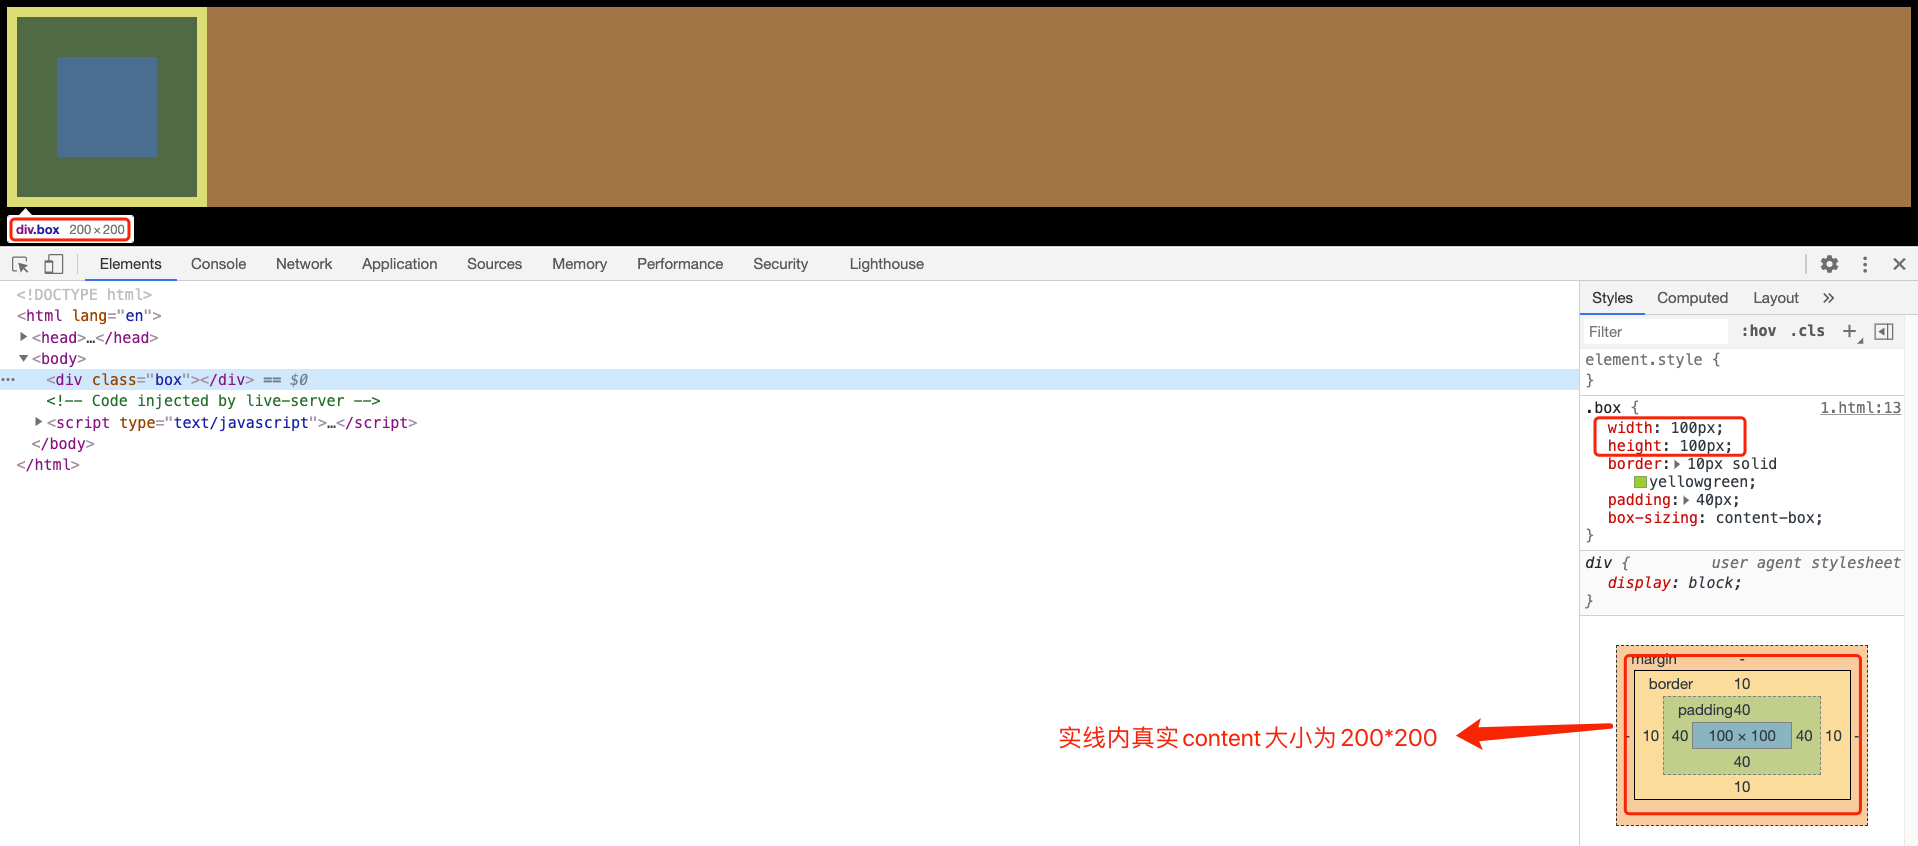 div.box 200×200
Elements Console Network Application Sources Memory Performance Security Lighthouse
<!DOCTYPE html>
<html lang="en">
<head>…</head>
<body>
<div class="box"></div> == $0
<!-- Code injected by live-server -->
<script type="text/javascript">…</script>
</body>
</html>
Styles Computed Layout »
Filter :hov .cls +
element.style {
}
.box { 1.html:13
width: 100px;
height: 100px;
border: 10px solid
yellowgreen;
padding: 40px;
box-sizing: content-box;
}
div { user agent stylesheet
display: block;
}
margin -
border 10
padding40
- 10 40 100 × 100 40 10 -
40
10
实线内真实content大小为200*200